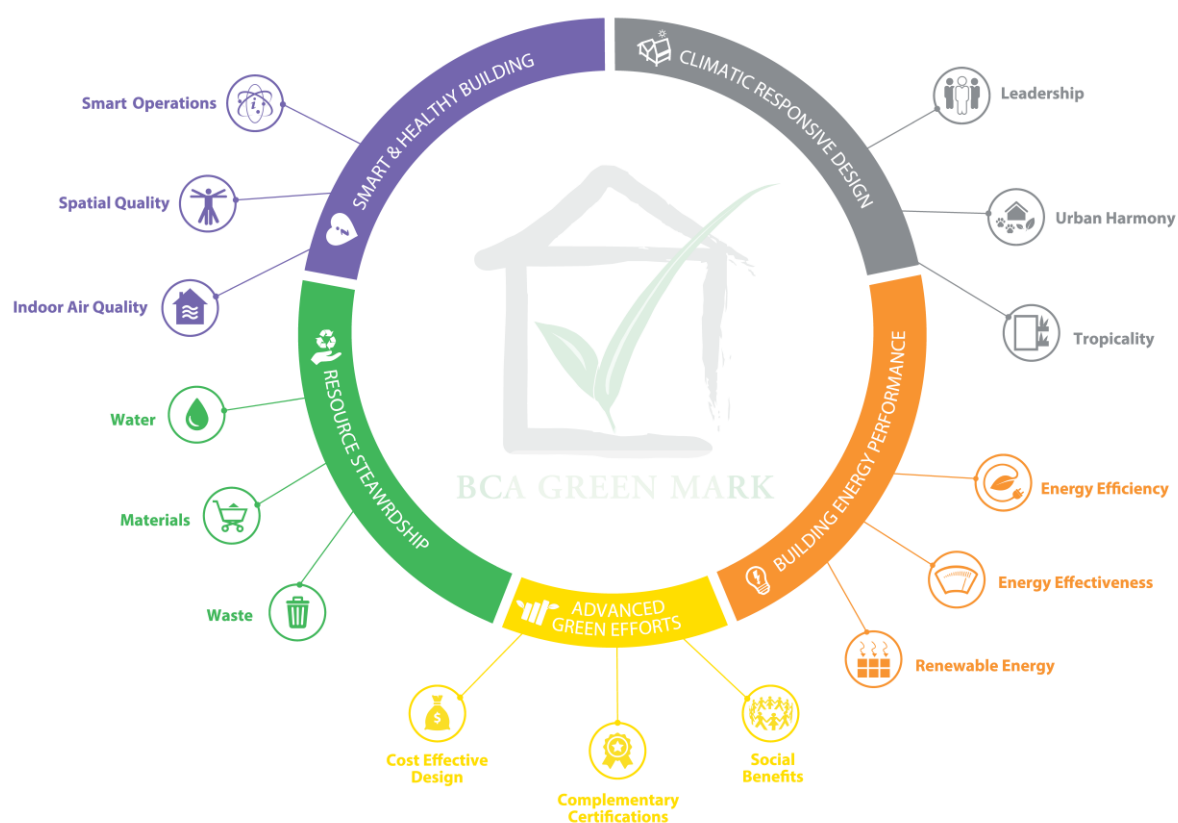 SMART & HEALTHY BUILDING
Smart Operations
Spatial Quality
Indoor Air Quality
CLIMATIC RESPONSIVE DESIGN
Leadership
Urban Harmony
Tropicality
BUILDING ENERGY PERFORMANCE
Energy Efficiency
Energy Effectiveness
Renewable Energy
ADVANCED
GREEN EFFORTS
Cost Effective
Design
$
Complementary
Certifications
Social
Benefits
RESOURCE STEAWRDSHIP
Water
Materials
Waste
BCA GREEN MARK